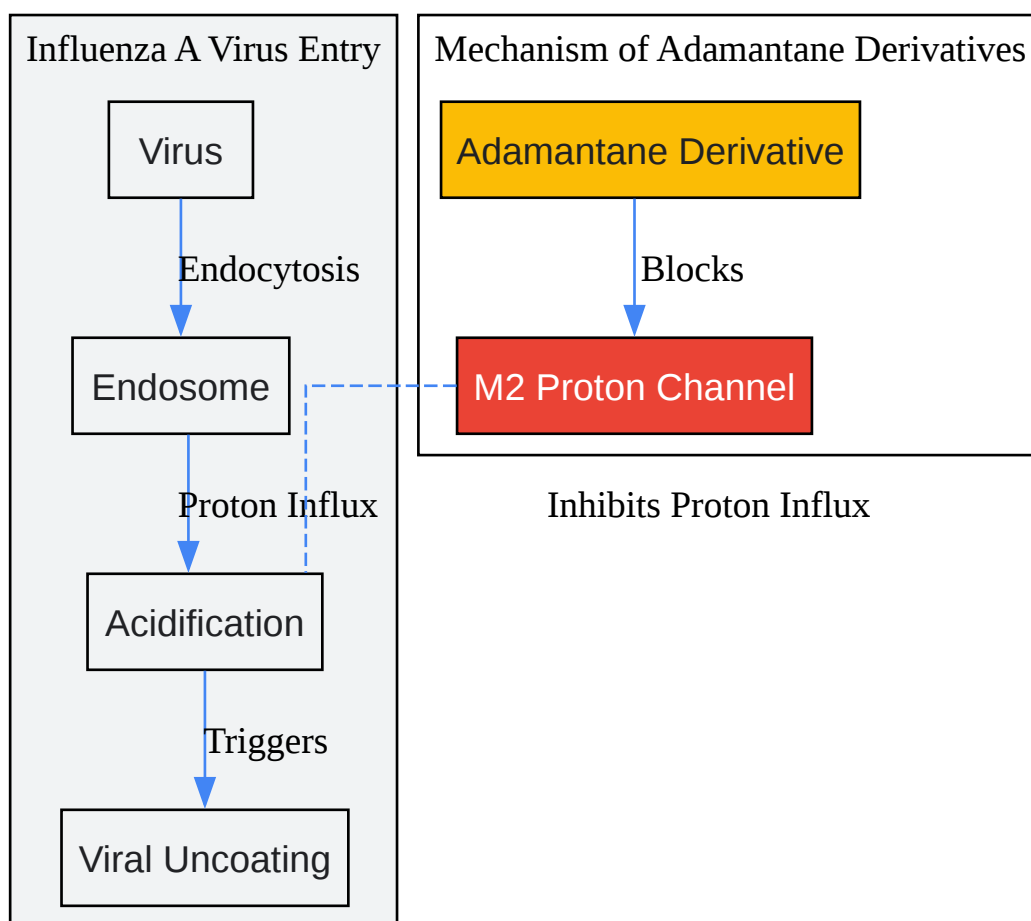 Influenza A Virus Entry
Virus
Endocytosis
Endosome
Proton Influx
Acidification
Triggers
Viral Uncoating
Mechanism of Adamantane Derivatives
Adamantane Derivative
Blocks
M2 Proton Channel
Inhibits Proton Influx